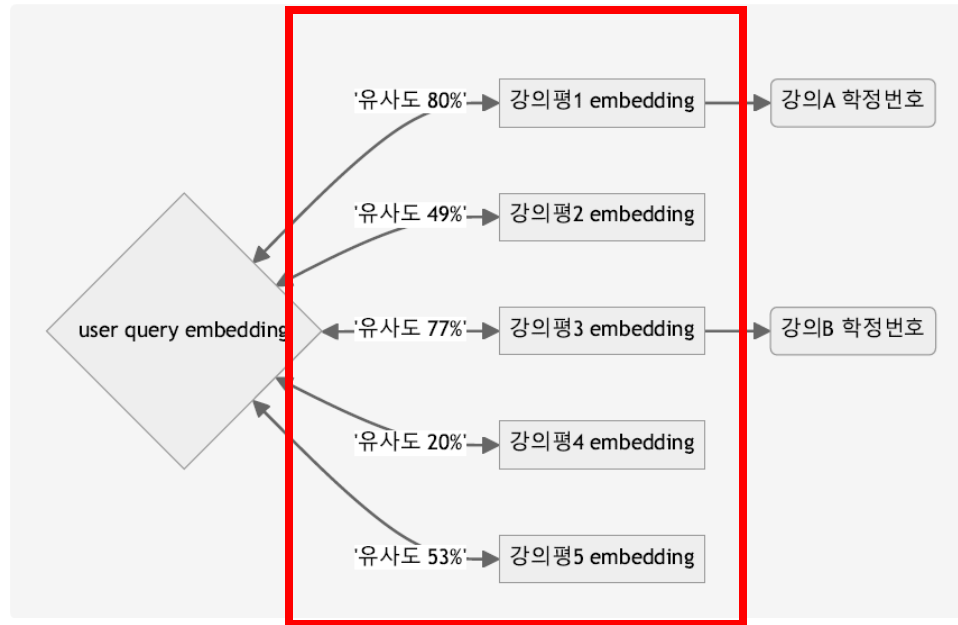 '유사도 80%'
강의평1 embedding
강의A 학정번호
'유사도 49%'
강의평2 embedding
user query embedding
'유사도 77%'
강의평3 embedding
강의B 학정번호
'유사도 20%'
강의평4 embedding
'유사도 53%'
강의평5 embedding